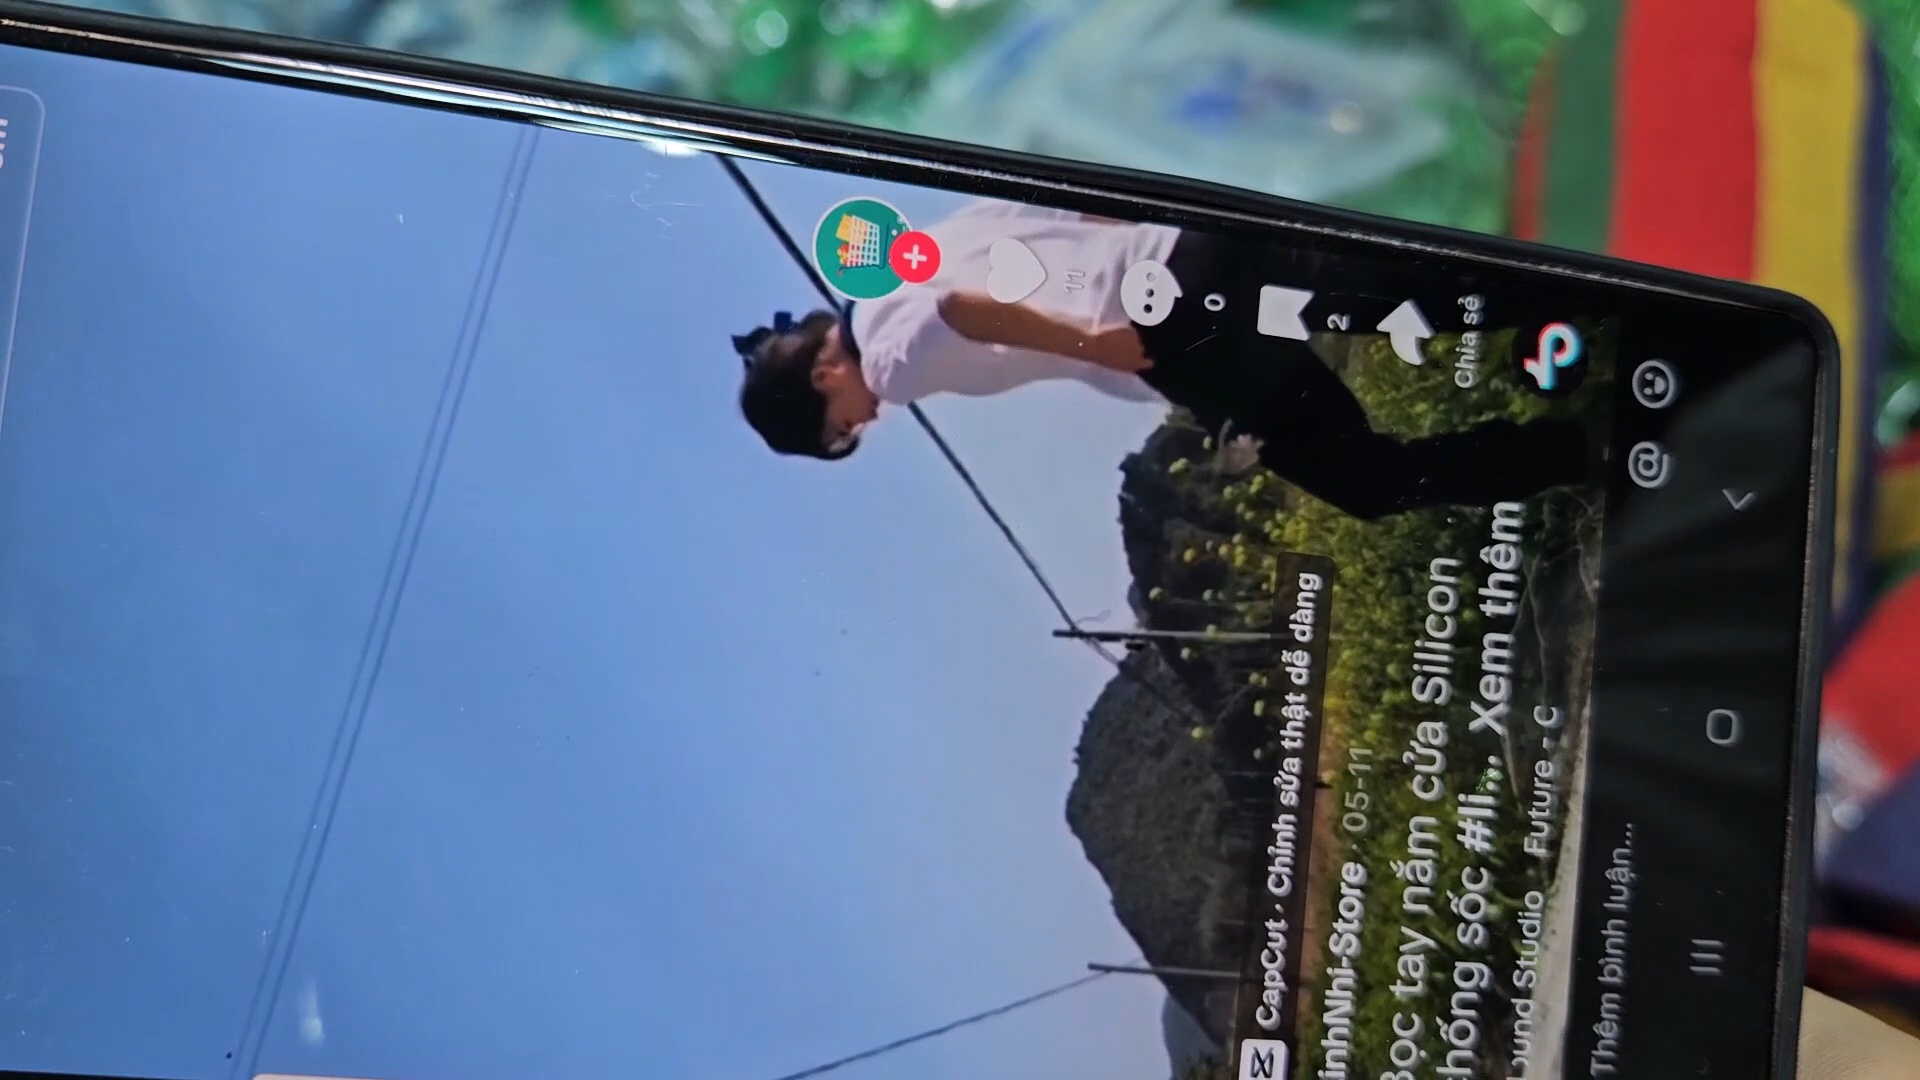 11
0
2
Chia sẻ
CapCut · Chỉnh sửa thật dễ dàng
inhNhi-Store · 05-11
Bọc tay nắm cửa Silicon
chống sốc #li... Xem thêm
ound Studio Future - C
Thêm bình luận...
@